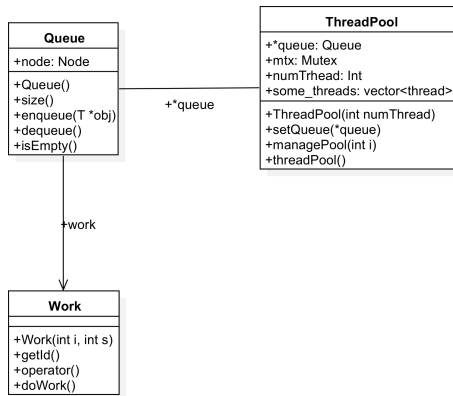 Queue
+node: Node
+Queue()
+size()
+enqueue(T *obj)
+dequeue()
+isEmpty()
+*queue
ThreadPool
+*queue: Queue
+mtx: Mutex
+numTrhead: Int
+some_threads: vector<thread>
+ThreadPool(int numThread)
+setQueue(*queue)
+managePool(int i)
+threadPool()
+work
Work
+Work(int i, int s)
+getId()
+operator()
+doWork()